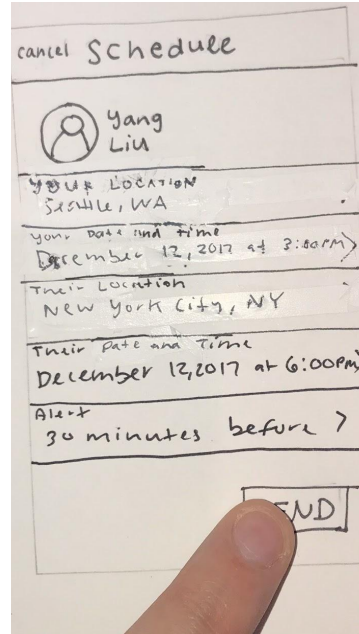 cancel Schedule
Yang
Liu
YOUR LOCATION
Seattle, WA
your Date and time
December 12, 2017 at 3:00PM >
Their Location
New York City, NY
Their Date and Time
December 12, 2017 at 6:00PM
Alert
30 minutes before >
END